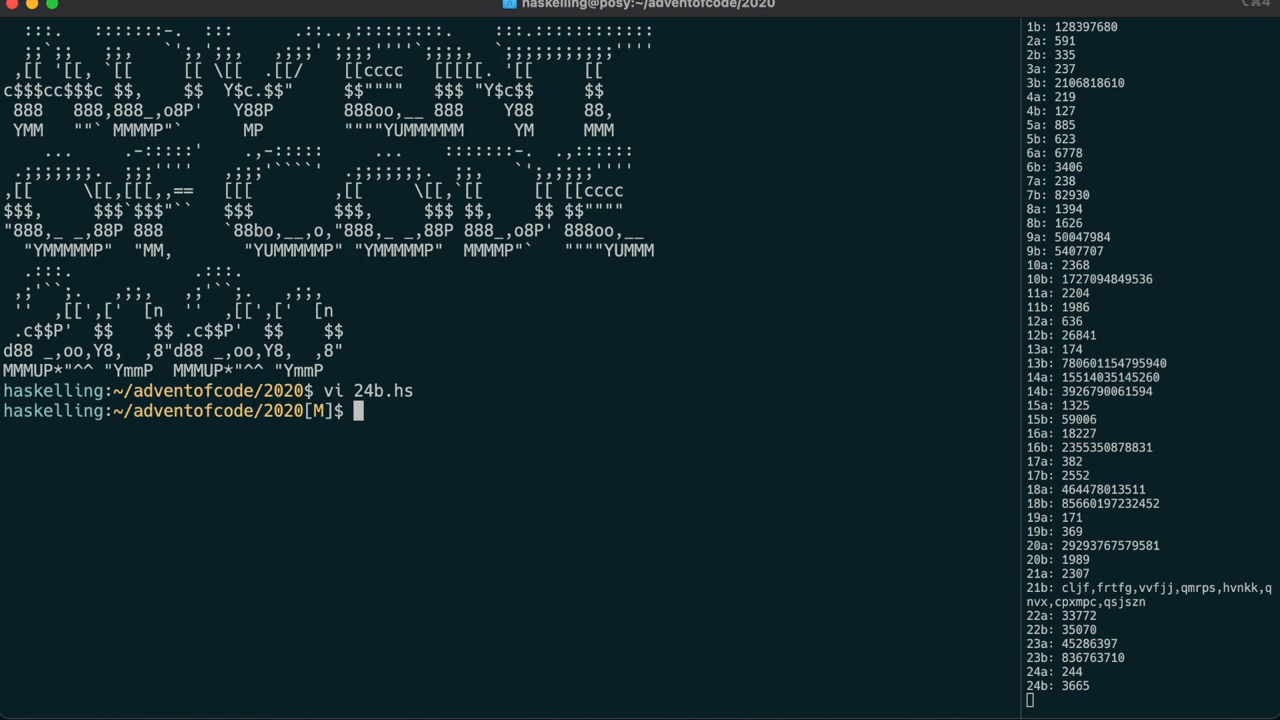 haskelling@posy:~/adventofcode/2020
ADVENT
OF CODE
2020
haskelling:~/adventofcode/2020$ vi 24b.hs
haskelling:~/adventofcode/2020[M]$
1b: 128397680
2a: 591
2b: 335
3a: 237
3b: 2106818610
4a: 219
4b: 127
5a: 885
5b: 623
6a: 6778
6b: 3406
7a: 238
7b: 82930
8a: 1394
8b: 1626
9a: 50047984
9b: 5407707
10a: 2368
10b: 1727094849536
11a: 2204
11b: 1986
12a: 636
12b: 26841
13a: 174
13b: 780601154795940
14a: 15514035145260
14b: 3926790061594
15a: 1325
15b: 59006
16a: 18227
16b: 2355350878831
17a: 382
17b: 2552
18a: 464478013511
18b: 85660197232452
19a: 171
19b: 369
20a: 29293767579581
20b: 1989
21a: 2307
21b: cljf,frtfg,vvfjj,qmrps,hvnkk,q
nvx,cpxmpc,qsjszn
22a: 33772
22b: 35070
23a: 45286397
23b: 836763710
24a: 244
24b: 3665